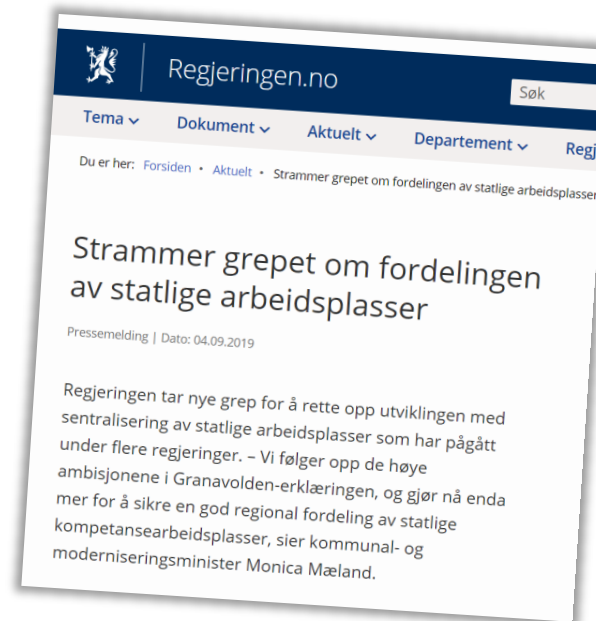 Regjeringen.no
Søk
Tema
Dokument
Aktuelt
Departement
Regj
Du er her: Forsiden • Aktuelt • Strammer grepet om fordelingen av statlige arbeidsplasser
Strammer grepet om fordelingen
av statlige arbeidsplasser
Pressemelding | Dato: 04.09.2019
Regjeringen tar nye grep for å rette opp utviklingen med
sentralisering av statlige arbeidsplasser som har pågått
under flere regjeringer. – Vi følger opp de høye
ambisjonene i Granavolden-erklæringen, og gjør nå enda
mer for å sikre en god regional fordeling av statlige
kompetansearbeidsplasser, sier kommunal- og
moderniseringsminister Monica Mæland.